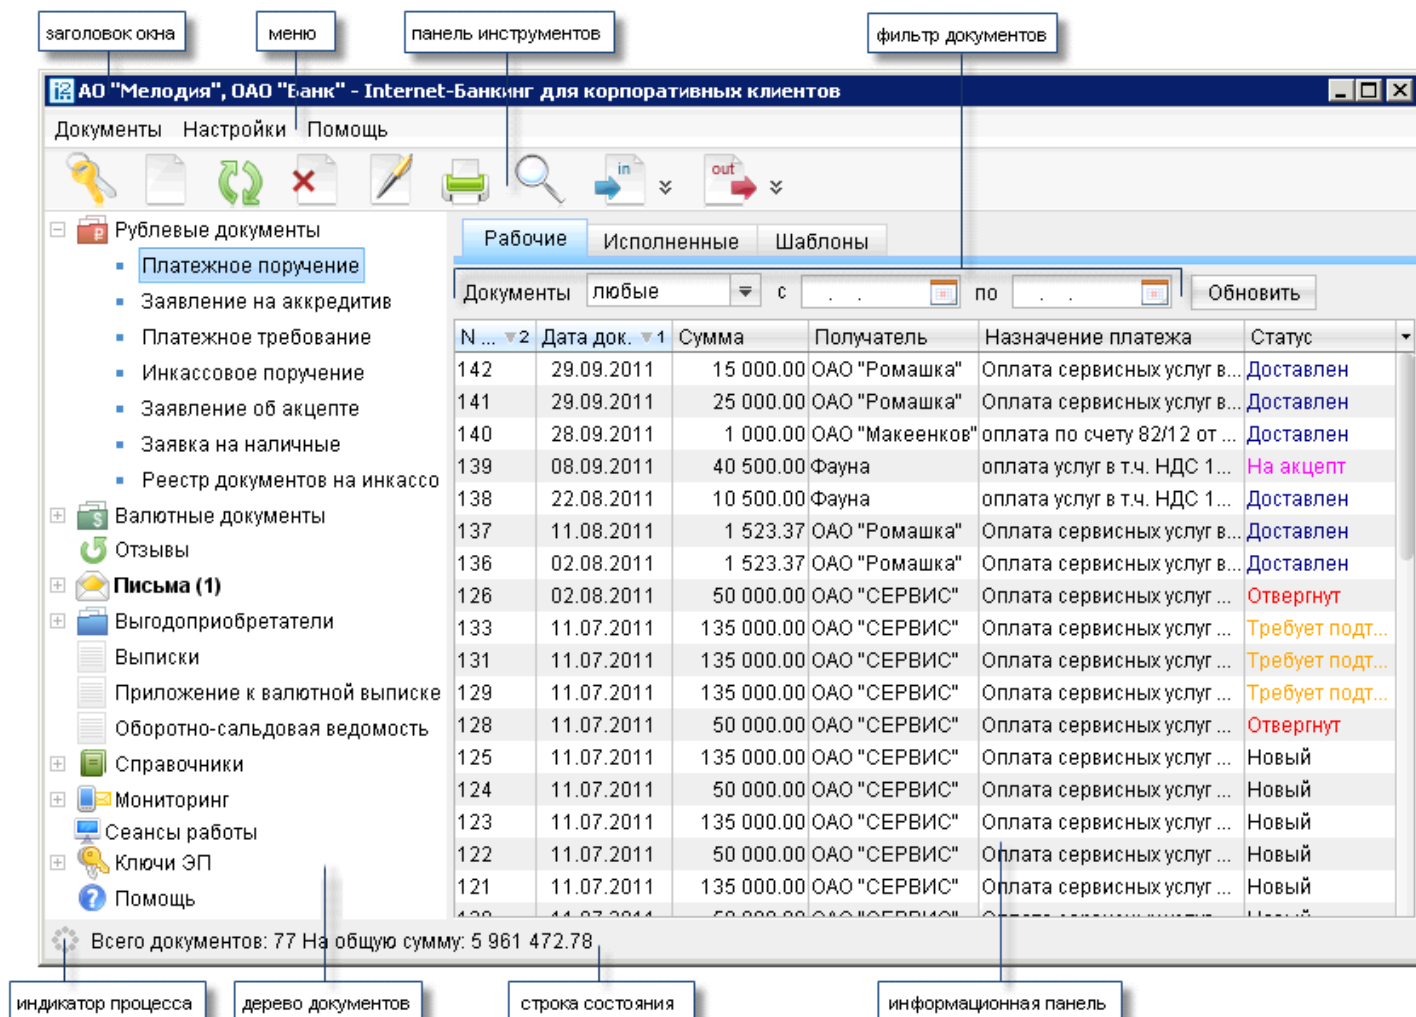 заголовок окна
меню
панель инструментов
фильтр документов
АО "Мелодия", ОАО "Банк" - Internet-Банкинг для корпоративных клиентов
Документы Настройки Помощь
in
out
Рублевые документы
Платежное поручение
Заявление на аккредитив
Платежное требование
Инкассовое поручение
Заявление об акцепте
Заявка на наличные
Реестр документов на инкассо
Валютные документы
Отзывы
Письма (1)
Выгодоприобретатели
Выписки
Приложение к валютной выписке
Оборотно-сальдовая ведомость
Справочники
Мониторинг
Сеансы работы
Ключи ЭП
Помощь
Рабочие Исполненные Шаблоны
Документы любые с . . по . . Обновить
N ... 2 Дата док. 1 Сумма Получатель Назначение платежа Статус
142 29.09.2011 15 000.00 ОАО "Ромашка" Оплата сервисных услуг в... Доставлен
141 29.09.2011 25 000.00 ОАО "Ромашка" Оплата сервисных услуг в... Доставлен
140 28.09.2011 1 000.00 ОАО "Макеенков" оплата по счету 82/12 от ... Доставлен
139 08.09.2011 40 500.00 Фауна оплата услуг в т.ч. НДС 1... На акцепт
138 22.08.2011 10 500.00 Фауна оплата услуг в т.ч. НДС 1... Доставлен
137 11.08.2011 1 523.37 ОАО "Ромашка" Оплата сервисных услуг в... Доставлен
136 02.08.2011 1 523.37 ОАО "Ромашка" Оплата сервисных услуг в... Доставлен
126 02.08.2011 50 000.00 ОАО "СЕРВИС" Оплата сервисных услуг ... Отвергнут
133 11.07.2011 135 000.00 ОАО "СЕРВИС" Оплата сервисных услуг ... Требует подт...
131 11.07.2011 135 000.00 ОАО "СЕРВИС" Оплата сервисных услуг ... Требует подт...
129 11.07.2011 135 000.00 ОАО "СЕРВИС" Оплата сервисных услуг ... Требует подт...
128 11.07.2011 50 000.00 ОАО "СЕРВИС" Оплата сервисных услуг ... Отвергнут
125 11.07.2011 135 000.00 ОАО "СЕРВИС" Оплата сервисных услуг ... Новый
124 11.07.2011 50 000.00 ОАО "СЕРВИС" Оплата сервисных услуг ... Новый
123 11.07.2011 135 000.00 ОАО "СЕРВИС" Оплата сервисных услуг ... Новый
122 11.07.2011 50 000.00 ОАО "СЕРВИС" Оплата сервисных услуг ... Новый
121 11.07.2011 135 000.00 ОАО "СЕРВИС" Оплата сервисных услуг ... Новый
Всего документов: 77 На общую сумму: 5 961 472.78
индикатор процесса
дерево документов
строка состояния
информационная панель